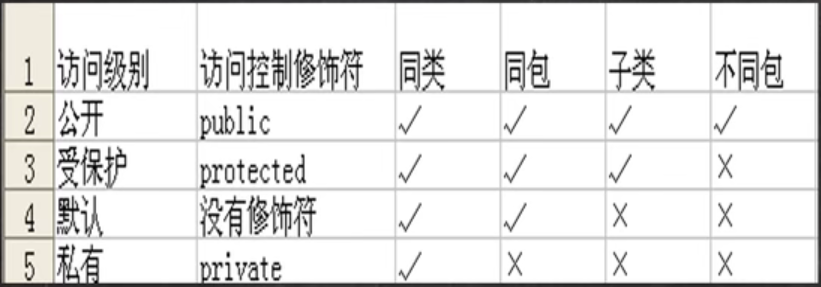 1 访问级别 访问控制修饰符 同类 同包 子类 不同包
2 公开 public ✓ ✓ ✓ ✓
3 受保护 protected ✓ ✓ ✓ ×
4 默认 没有修饰符 ✓ ✓ × ×
5 私有 private ✓ × × ×